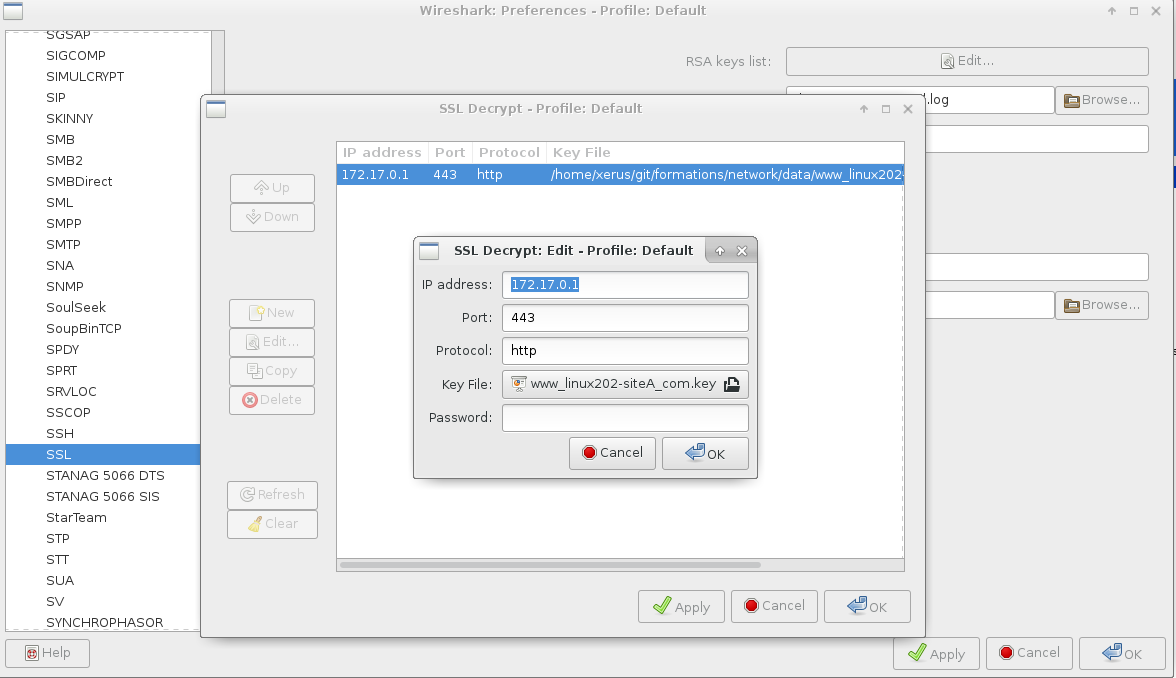 Wireshark: Preferences - Profile: Default
SGSAP
SIGCOMP
SIMULCRYPT
SIP
SKINNY
SMB
SMB2
SMBDirect
SML
SMPP
SMTP
SNA
SNMP
SoulSeek
SoupBinTCP
SPDY
SPRT
SRVLOC
SSCOP
SSH
SSL
STANAG 5066 DTS
STANAG 5066 SIS
StarTeam
STP
STT
SUA
SV
SYNCHROPHASOR
RSA keys list: Edit...
.log Browse...
Browse...
SSL Decrypt - Profile: Default
Up
Down
New
Edit...
Copy
Delete
Refresh
Clear
IP address Port Protocol Key File
172.17.0.1 443 http /home/xerus/git/formations/network/data/www_linux202-
SSL Decrypt: Edit - Profile: Default
IP address: 172.17.0.1
Port: 443
Protocol: http
Key File: www_linux202-siteA_com.key
Password:
Cancel OK
Apply Cancel OK
Help Apply Cancel OK